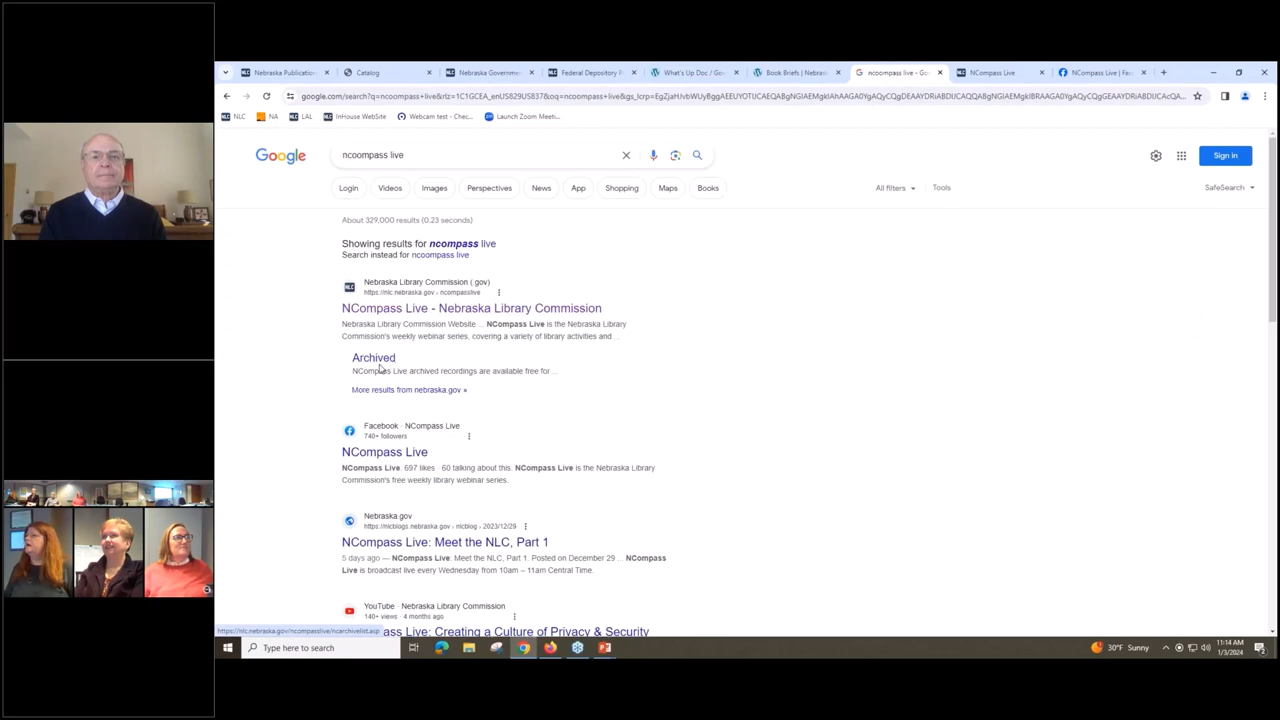 Nebraska Publication
Catalog
Nebraska Governme
Federal Depository P
What's Up Doc / Go
Book Briefs | Nebras
ncoompass live - Go
NCompass Live
NCompass Live | Fac
NLC
NA
LAL
InHouse WebSite
Webcam test - Chec...
Launch Zoom Meeti...
Google
ncoompass live
Sign in
Login
Videos
Images
Perspectives
News
App
Shopping
Maps
Books
All filters
Tools
SafeSearch
About 329,000 results (0.23 seconds)
Showing results for ncompass live
Search instead for ncoompass live
NLC
Nebraska Library Commission (.gov)
https://nlc.nebraska.gov › ncompasslive
NCompass Live - Nebraska Library Commission
Nebraska Library Commission Website ... NCompass Live is the Nebraska Library
Commission's weekly webinar series, covering a variety of library activities and ...
Archived
NCompass Live archived recordings are available free for ...
More results from nebraska.gov »
Facebook · NCompass Live
740+ followers
NCompass Live
NCompass Live. 697 likes · 60 talking about this. NCompass Live is the Nebraska Library
Commission's free weekly library webinar series.
Nebraska.gov
https://nlcblogs.nebraska.gov › nlcblog › 2023/12/29
NCompass Live: Meet the NLC, Part 1
5 days ago — NCompass Live: Meet the NLC, Part 1. Posted on December 29 ... NCompass
Live is broadcast live every Wednesday from 10am – 11am Central Time.
YouTube · Nebraska Library Commission
140+ views · 4 months ago
ass Live: Creating a Culture of Privacy & Security
https://nlc.nebraska.gov/ncompasslive/ncarchivelist.asp
Type here to search
30°F Sunny
11:14 AM
1/3/2024